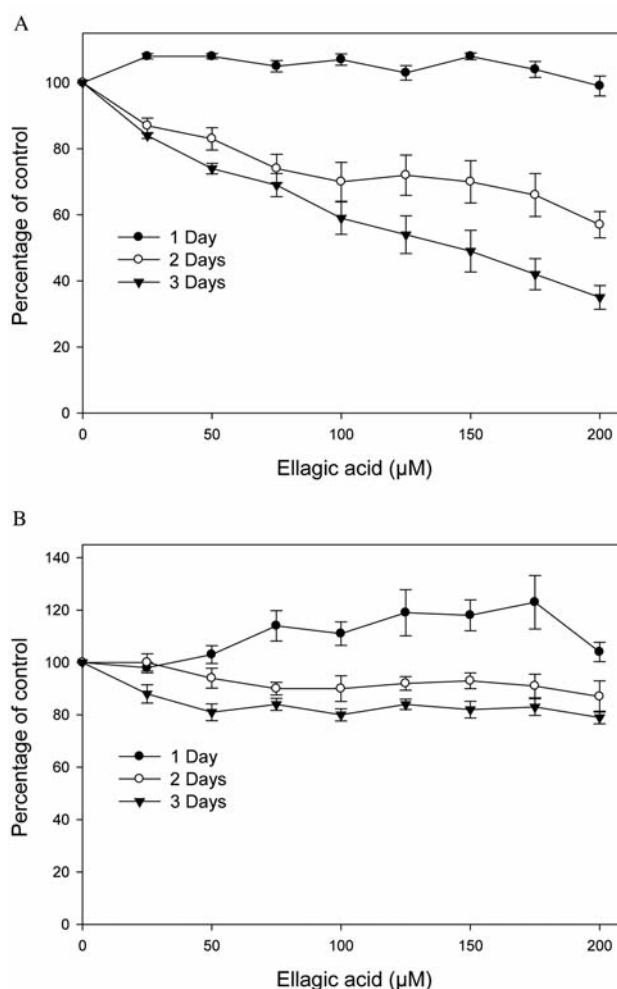 A
Percentage of control
100
80
60
40
20
0
1 Day
2 Days
3 Days
0 50 100 150 200
Ellagic acid (µM)
B
Percentage of control
140
120
100
80
60
40
20
0
1 Day
2 Days
3 Days
0 50 100 150 200
Ellagic acid (µM)